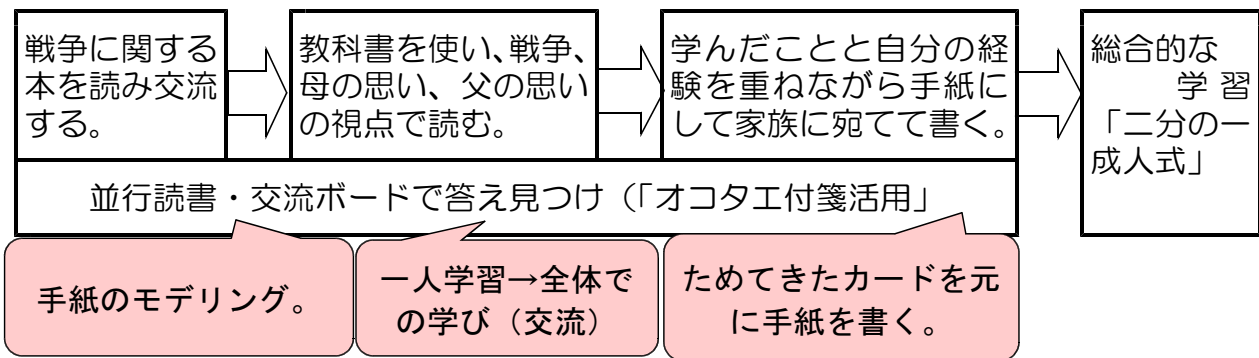 戦争に関する
本を読み交流
する。
教科書を使い、戦争、
母の思い、父の思い
の視点で読む。
学んだことと自分の経
験を重ねながら手紙に
して家族に宛てて書く。
総合的な
学習
「二分の一
成人式」
並行読書・交流ボードで答え見つけ（「オコタエ付箋活用」
手紙のモデリング。
一人学習→全体で
の学び（交流）
ためてきたカードを元
に手紙を書く。